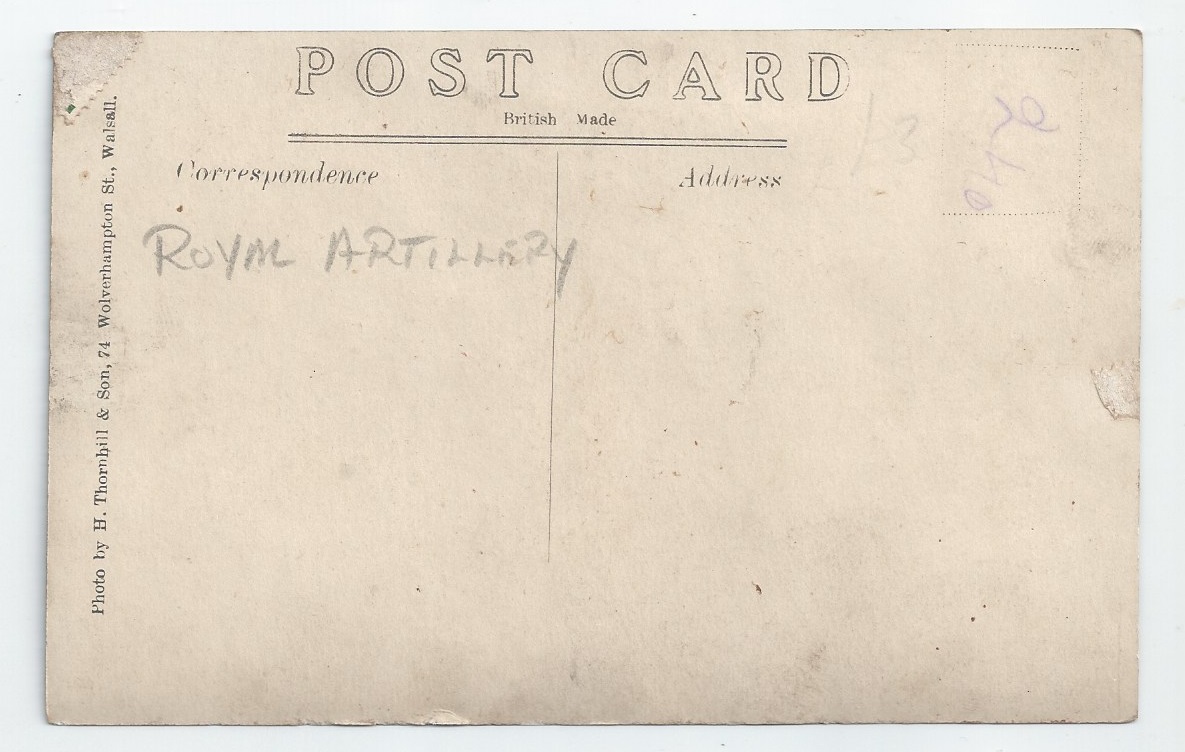 POST CARD
British Made
Correspondence
Address
ROYAL ARTILLERY
Photo by H. Thornhill & Son, 74 Wolverhampton St., Walsall.